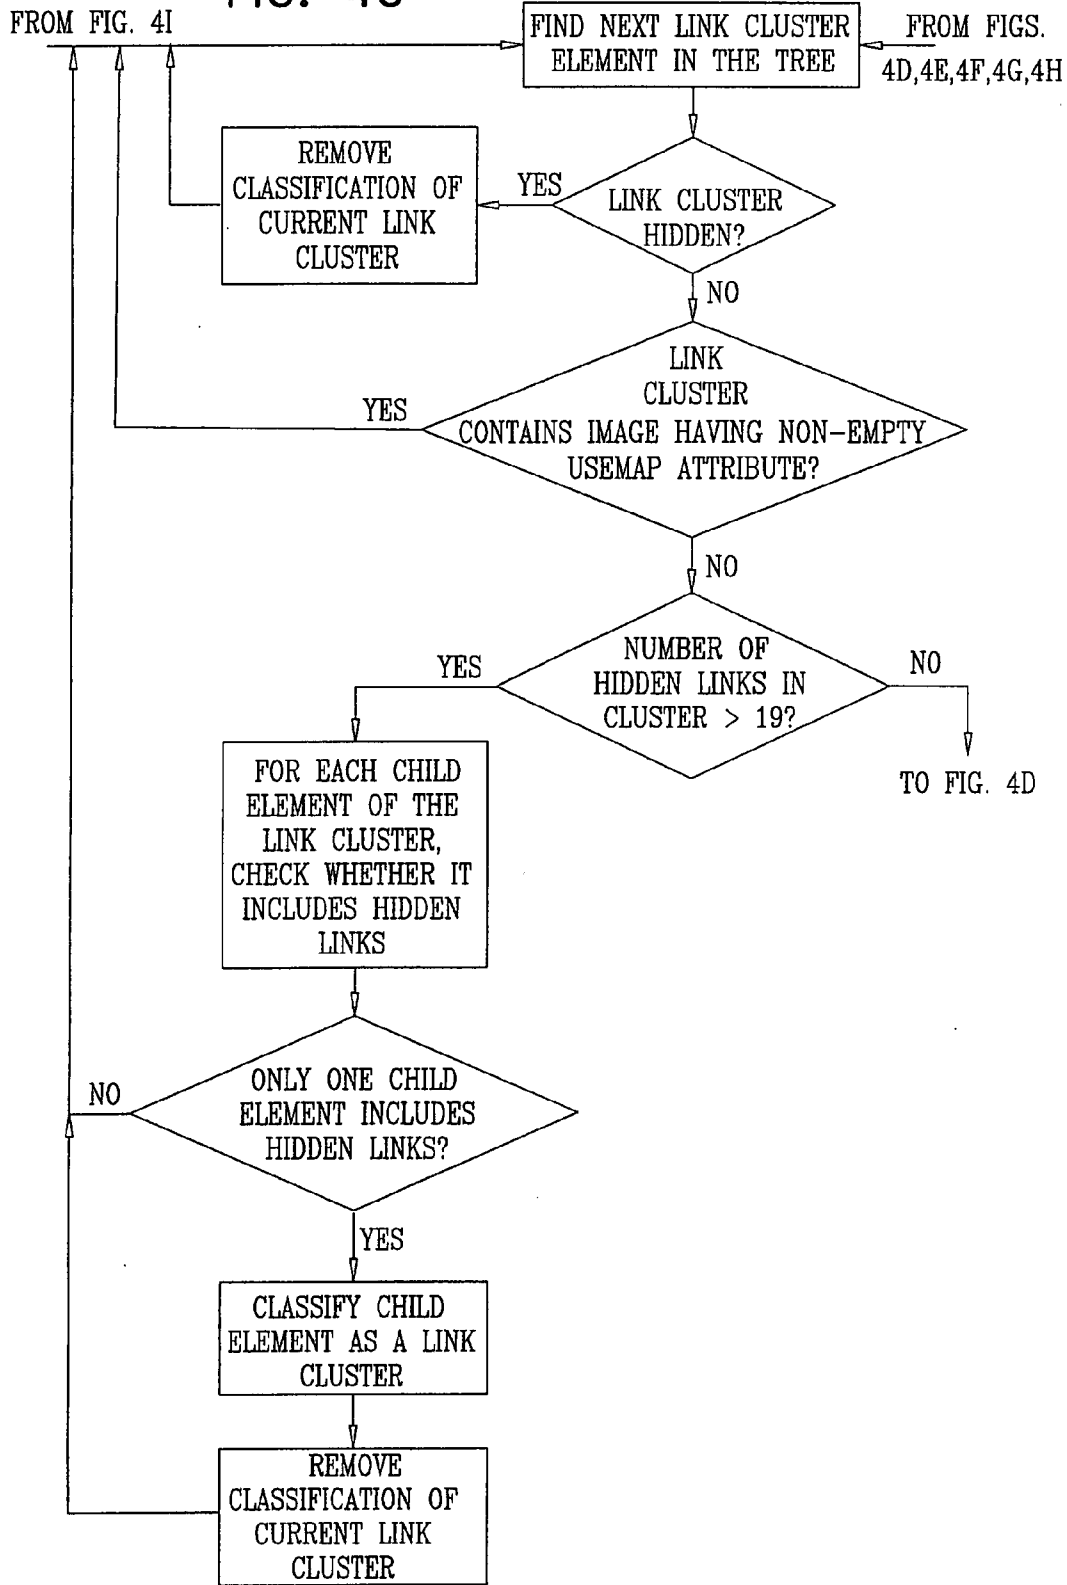 FROM FIG. 4I
FIND NEXT LINK CLUSTER
ELEMENT IN THE TREE
FROM FIGS.
4D,4E,4F,4G,4H
REMOVE
CLASSIFICATION OF
CURRENT LINK
CLUSTER
YES
LINK CLUSTER
HIDDEN?
NO
LINK
CLUSTER
CONTAINS IMAGE HAVING NON-EMPTY
USEMAP ATTRIBUTE?
YES
NO
NUMBER OF
HIDDEN LINKS IN
CLUSTER > 19?
YES
NO
TO FIG. 4D
FOR EACH CHILD
ELEMENT OF THE
LINK CLUSTER,
CHECK WHETHER IT
INCLUDES HIDDEN
LINKS
ONLY ONE CHILD
ELEMENT INCLUDES
HIDDEN LINKS?
NO
YES
CLASSIFY CHILD
ELEMENT AS A LINK
CLUSTER
REMOVE
CLASSIFICATION OF
CURRENT LINK
CLUSTER